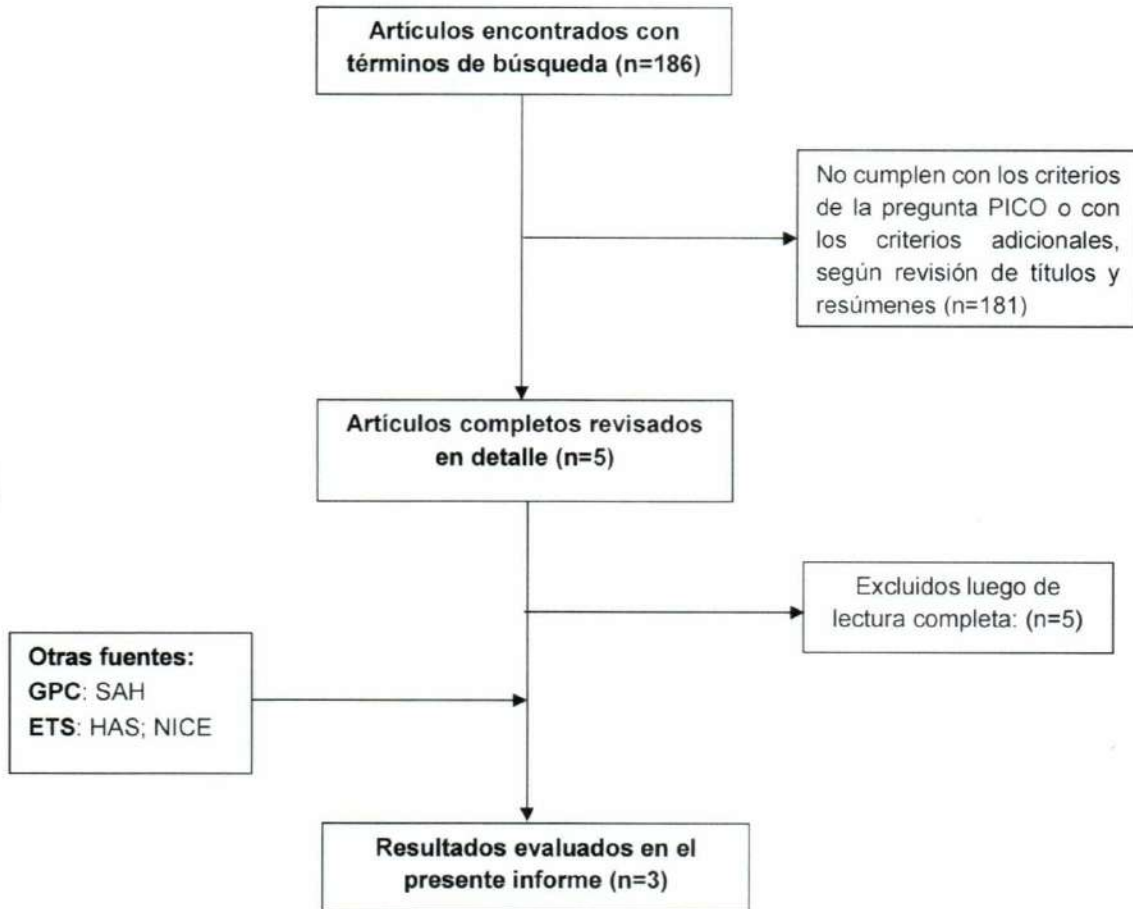 Artículos encontrados con
términos de búsqueda (n=186)
No cumplen con los criterios
de la pregunta PICO o con
los criterios adicionales,
según revisión de títulos y
resúmenes (n=181)
Artículos completos revisados
en detalle (n=5)
Excluidos luego de
lectura completa: (n=5)
Otras fuentes:
GPC: SAH
ETS: HAS; NICE
Resultados evaluados en el
presente informe (n=3)